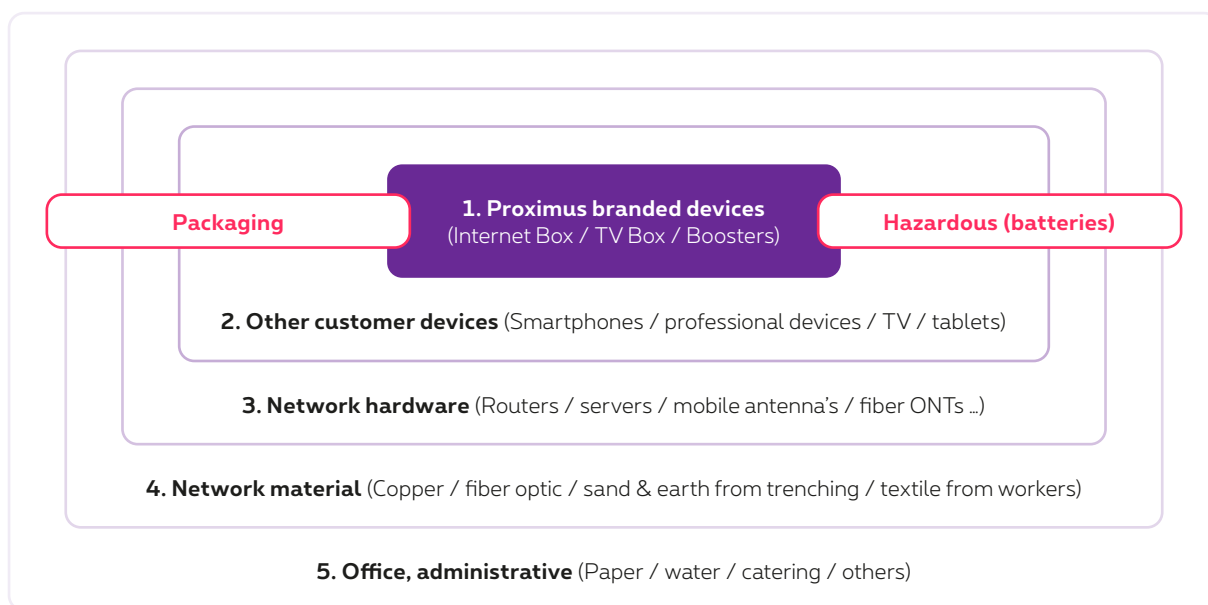 1. Proximus branded devices
(Internet Box / TV Box / Boosters)
Packaging
Hazardous (batteries)
2. Other customer devices (Smartphones / professional devices / TV / tablets)
3. Network hardware (Routers / servers / mobile antenna’s / fiber ONTs ...)
4. Network material (Copper / fiber optic / sand & earth from trenching / textile from workers)
5. Office, administrative (Paper / water / catering / others)